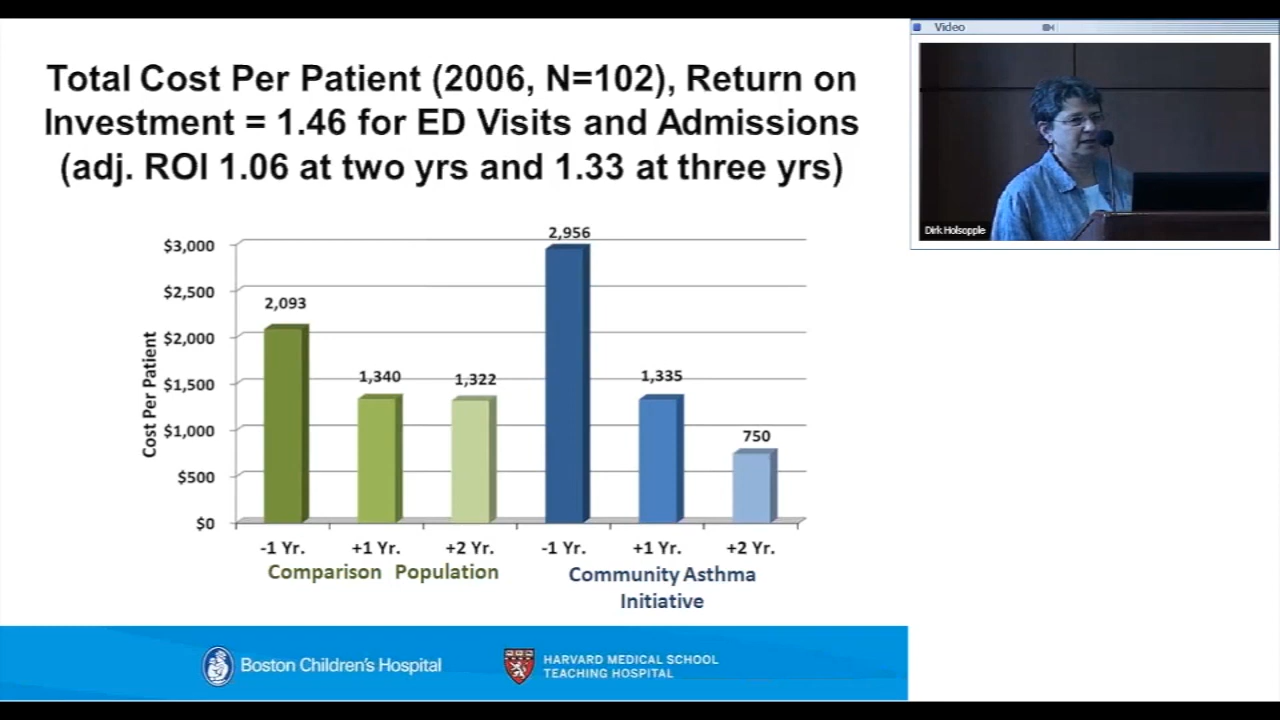 Total Cost Per Patient (2006, N=102), Return on
Investment = 1.46 for ED Visits and Admissions
(adj. ROI 1.06 at two yrs and 1.33 at three yrs)
Video
Dirk Holsopple
Cost Per Patient
$3,000
$2,500
$2,000
$1,500
$1,000
$500
$0
2,093
1,340
1,322
2,956
1,335
750
-1 Yr.
+1 Yr.
+2 Yr.
-1 Yr.
+1 Yr.
+2 Yr.
Comparison Population
Community Asthma
Initiative
Boston Children's Hospital
HARVARD MEDICAL SCHOOL
TEACHING HOSPITAL